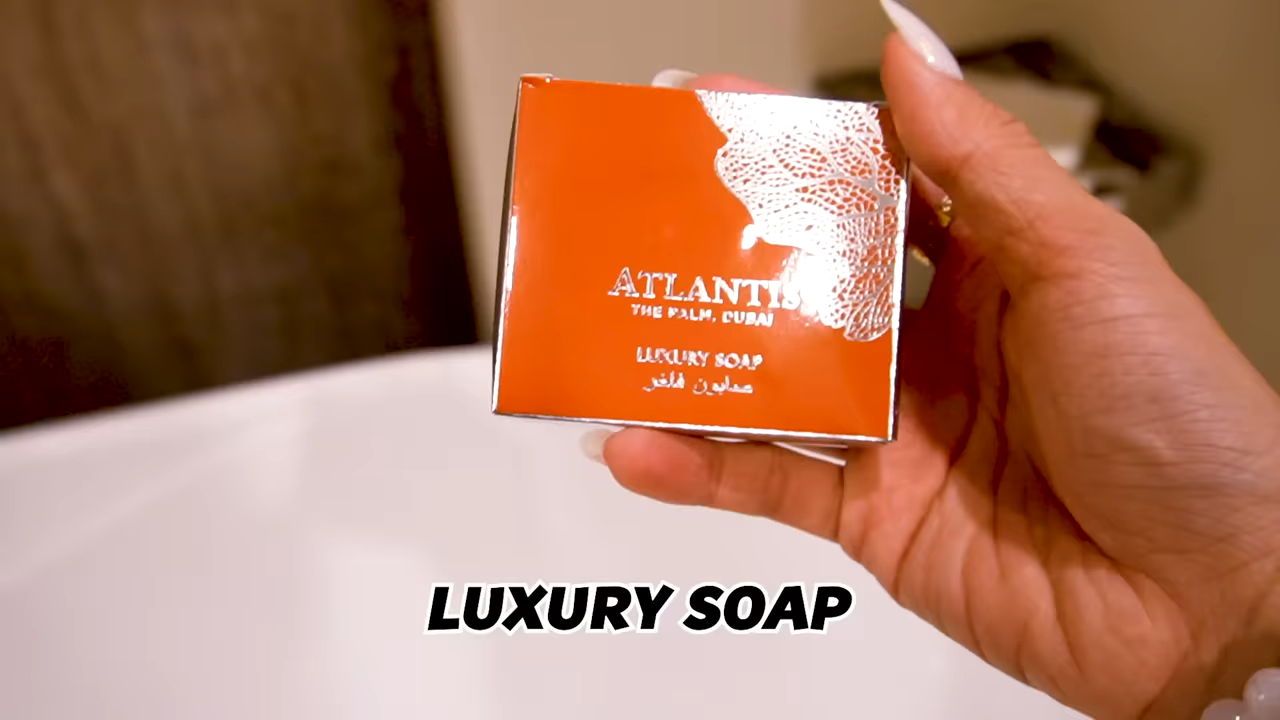 ATLANTIS
THE PALM, DUBAI
LUXURY SOAP
صابون فاخر
LUXURY SOAP